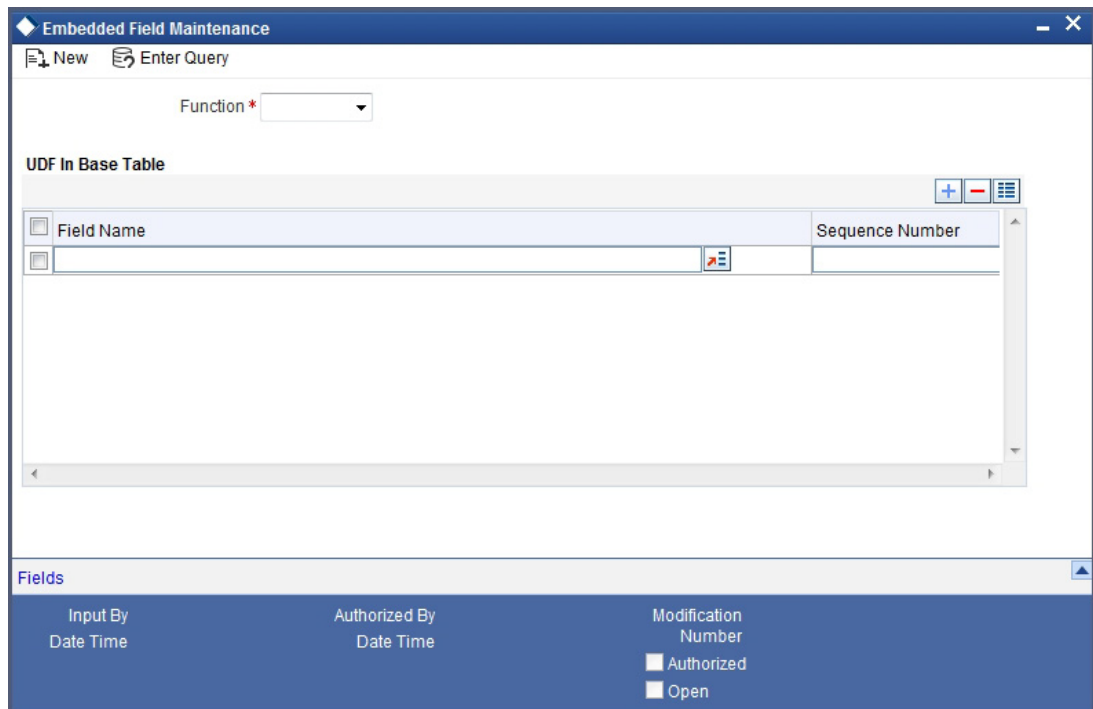 Embedded Field Maintenance
New Enter Query
Function *
UDF In Base Table
Field Name Sequence Number
Fields
Input By Authorized By Modification
Number
Date Time Date Time
Authorized
Open